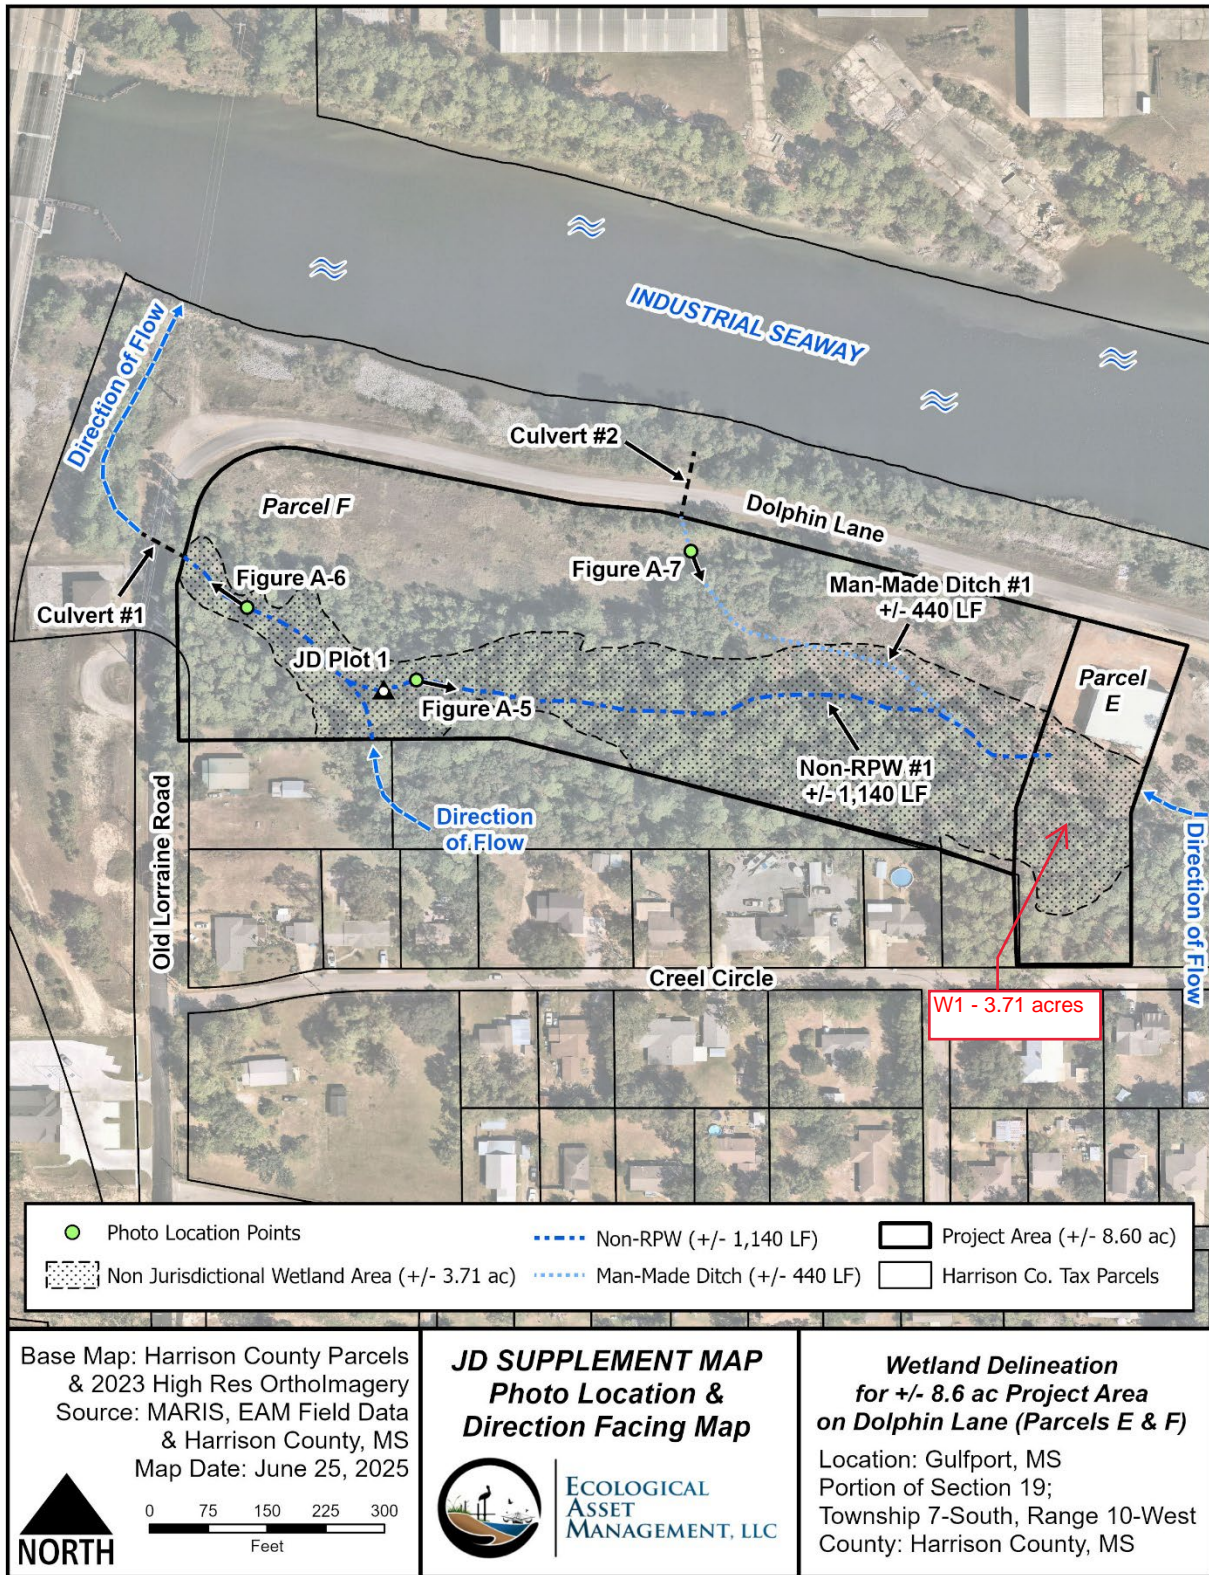 INDUSTRIAL SEAWAY
Direction of Flow
Culvert #2
Dolphin Lane
Parcel F
Figure A-7
Man-Made Ditch #1
+/- 440 LF
Culvert #1
Figure A-6
JD Plot 1
Figure A-5
Parcel
E
Non-RPW #1
+/- 1,140 LF
Direction
of Flow
Direction of Flow
Old Lorraine Road
Creel Circle
W1 - 3.71 acres
Photo Location Points
Non-RPW (+/- 1,140 LF)
Project Area (+/- 8.60 ac)
Non Jurisdictional Wetland Area (+/- 3.71 ac)
Man-Made Ditch (+/- 440 LF)
Harrison Co. Tax Parcels
Base Map: Harrison County Parcels
& 2023 High Res OrthoImagery
Source: MARIS, EAM Field Data
& Harrison County, MS
Map Date: June 25, 2025
NORTH
0 75 150 225 300
Feet
JD SUPPLEMENT MAP
Photo Location &
Direction Facing Map
ECOLOGICAL
ASSET
MANAGEMENT, LLC
Wetland Delineation
for +/- 8.6 ac Project Area
on Dolphin Lane (Parcels E & F)
Location: Gulfport, MS
Portion of Section 19;
Township 7-South, Range 10-West
County: Harrison County, MS